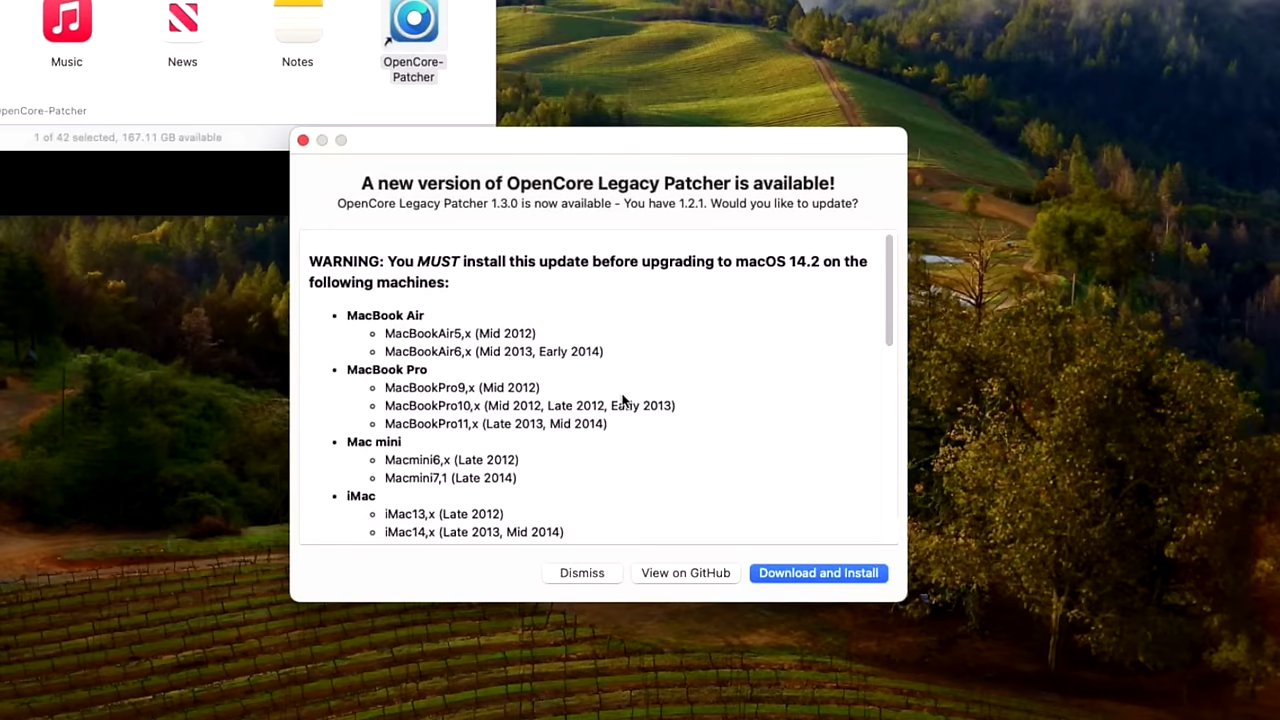 Music
News
Notes
OpenCore-
Patcher
penCore-Patcher
1 of 42 selected, 167.11 GB available
A new version of OpenCore Legacy Patcher is available!
OpenCore Legacy Patcher 1.3.0 is now available - You have 1.2.1. Would you like to update?
WARNING: You MUST install this update before upgrading to macOS 14.2 on the
following machines:
• MacBook Air
◦ MacBookAir5,x (Mid 2012)
◦ MacBookAir6,x (Mid 2013, Early 2014)
• MacBook Pro
◦ MacBookPro9,x (Mid 2012)
◦ MacBookPro10,x (Mid 2012, Late 2012, Early 2013)
◦ MacBookPro11,x (Late 2013, Mid 2014)
• Mac mini
◦ Macmini6,x (Late 2012)
◦ Macmini7,1 (Late 2014)
• iMac
◦ iMac13,x (Late 2012)
◦ iMac14,x (Late 2013, Mid 2014)
Dismiss
View on GitHub
Download and Install